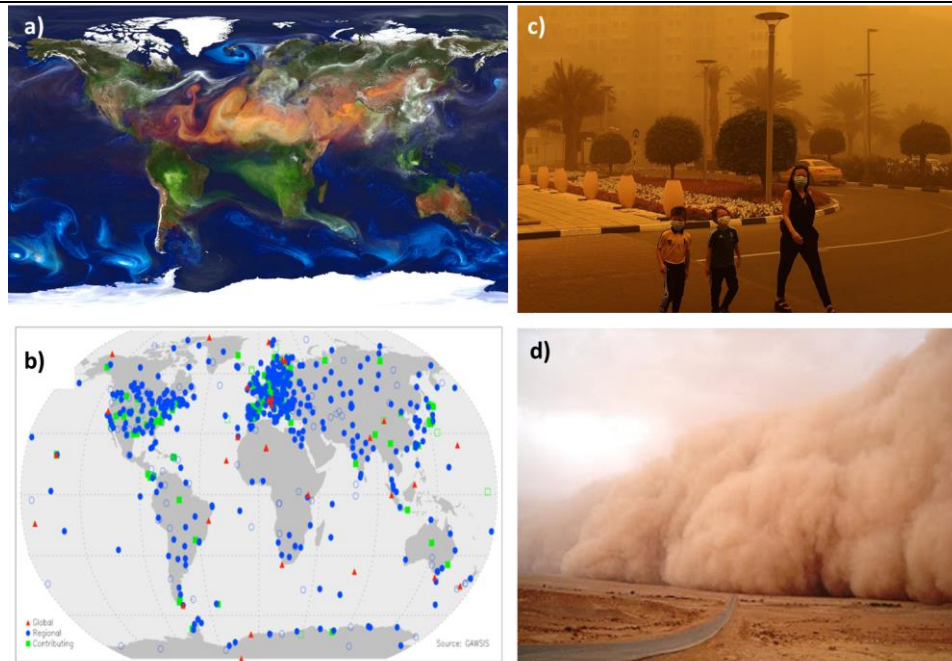 a)
c)
b)
Global
Regional
Contributing
Source: GAWSIS
d)